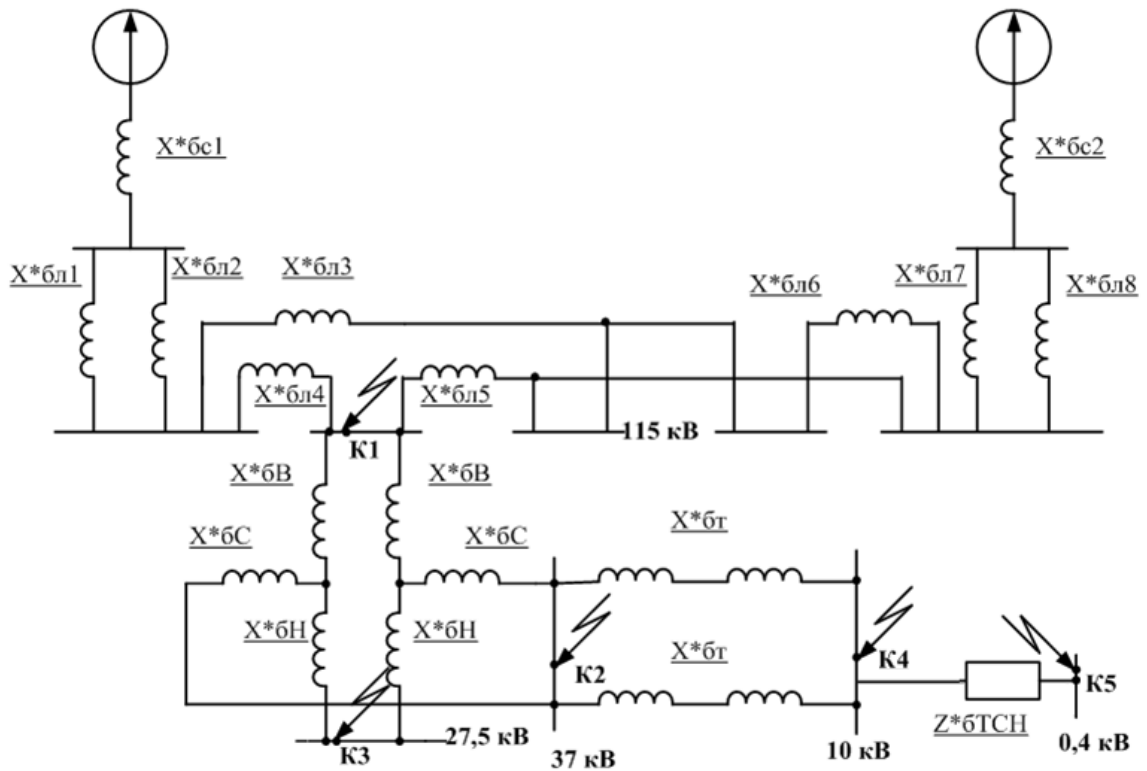 X*бс1
X*бс2
X*бл1
X*бл2
X*бл3
X*бл6
X*бл7
X*бл8
X*бл4
X*бл5
К1
115 кВ
X*бВ
X*бВ
X*бС
X*бС
X*бт
X*бН
X*бН
X*бт
К2
К4
К5
К3
27,5 кВ
37 кВ
10 кВ
Z*бТСН
0,4 кВ